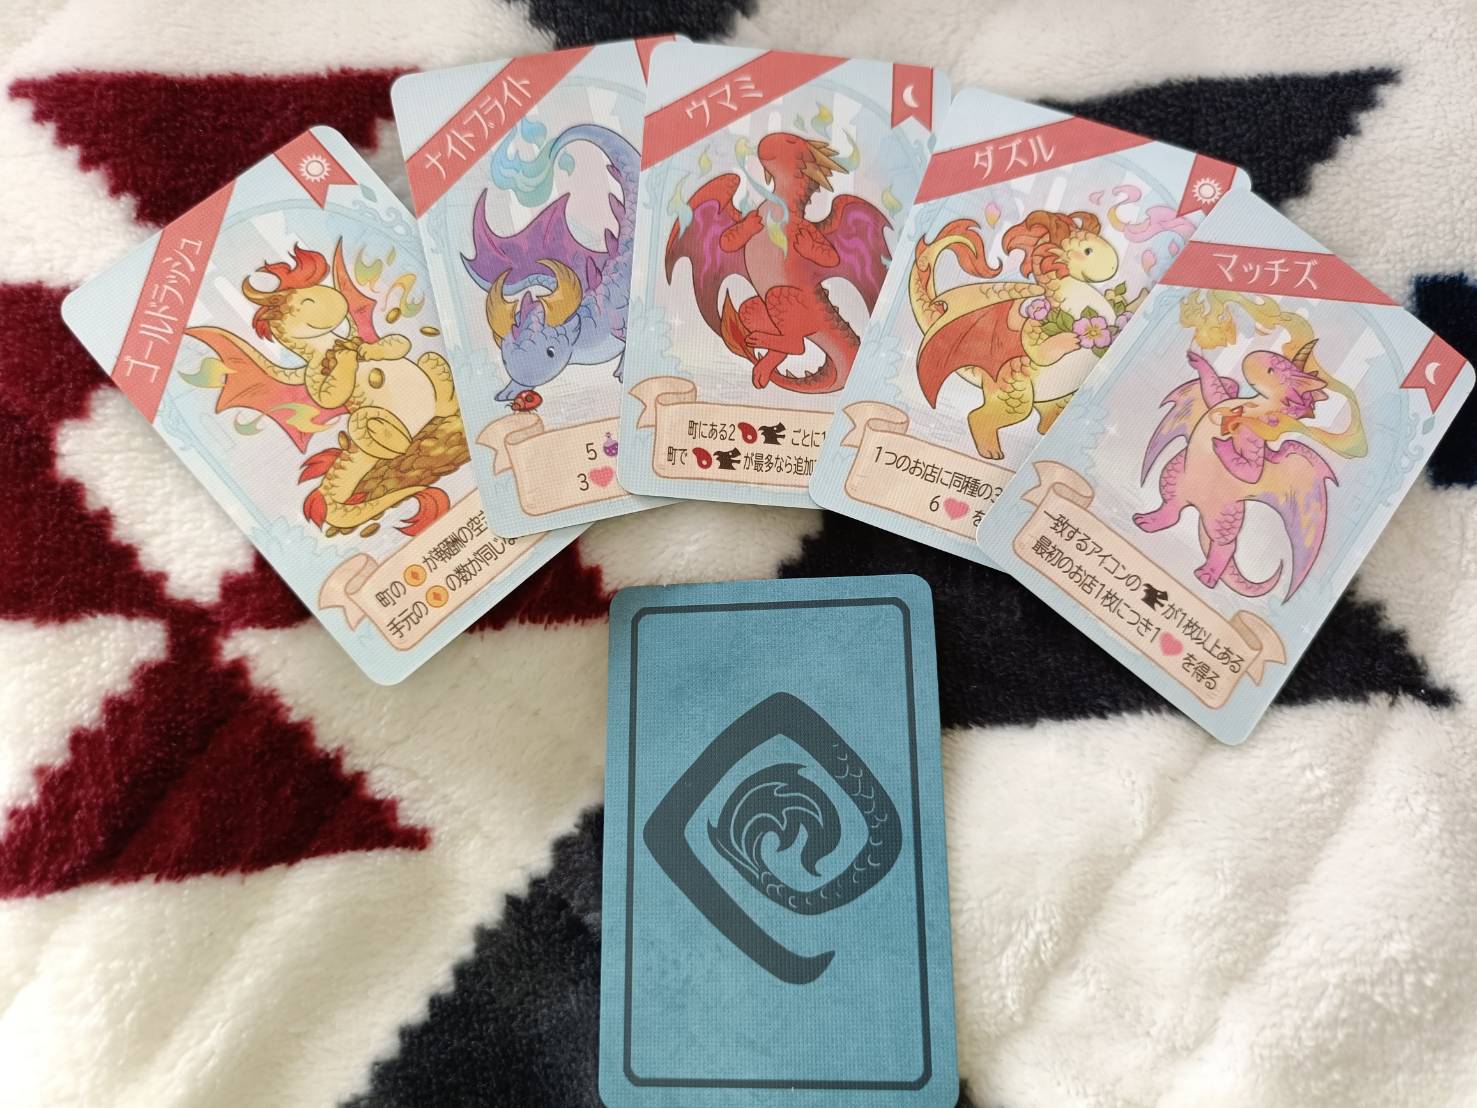 ゴールドラッシュ
町の が報酬の空
手元の の数が同じ
ナイトブライト
5
3
ウマミ
町にある2 ごとに1
町で が最多なら追加
ダズル
1つのお店に同種の3
6 を
マッチズ
一致するアイコンの が1枚以上ある
最初のお店1枚につき1 を得る